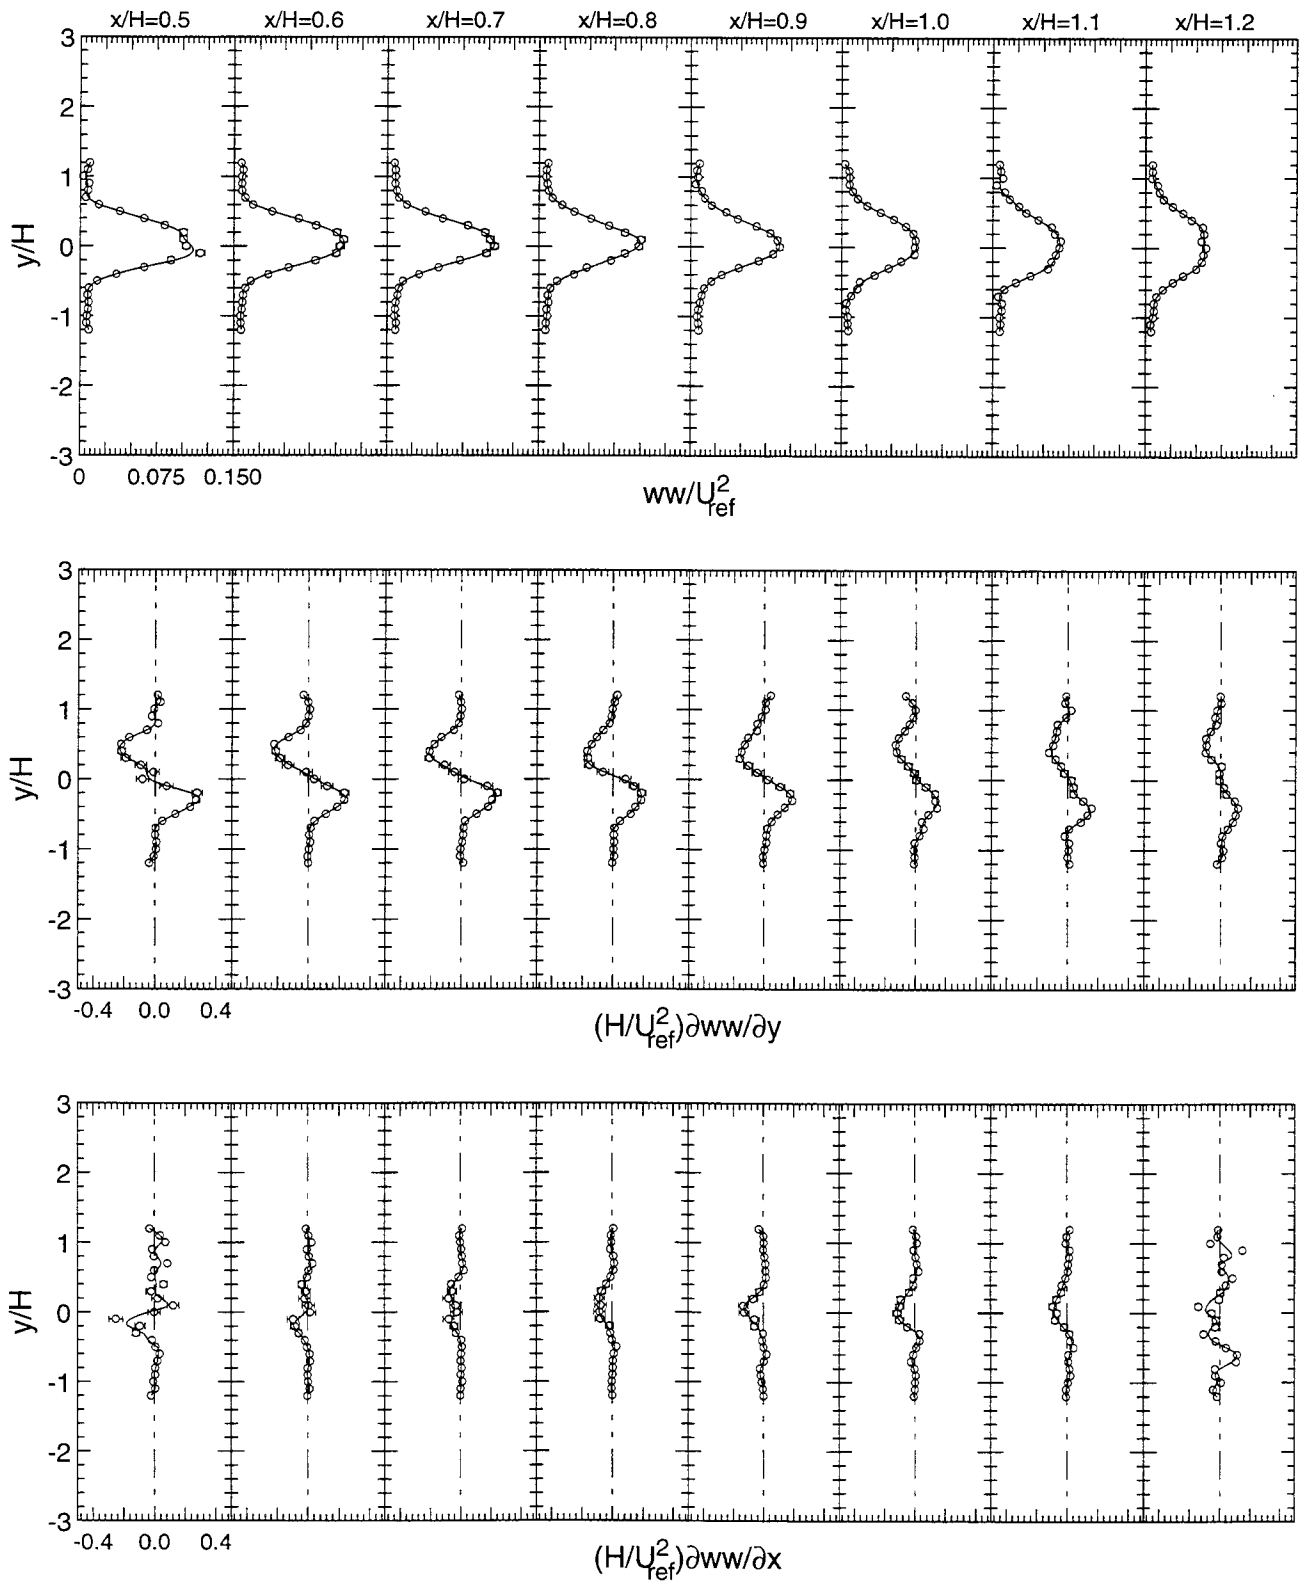 x/H=0.5 x/H=0.6 x/H=0.7 x/H=0.8 x/H=0.9 x/H=1.0 x/H=1.1 x/H=1.2
3
2
1
0
-1
-2
-3
y/H
0 0.075 0.150
ww/U²ref
3
2
1
0
-1
-2
-3
y/H
-0.4 0.0 0.4
(H/U²ref)∂ww/∂y
3
2
1
0
-1
-2
-3
y/H
-0.4 0.0 0.4
(H/U²ref)∂ww/∂x